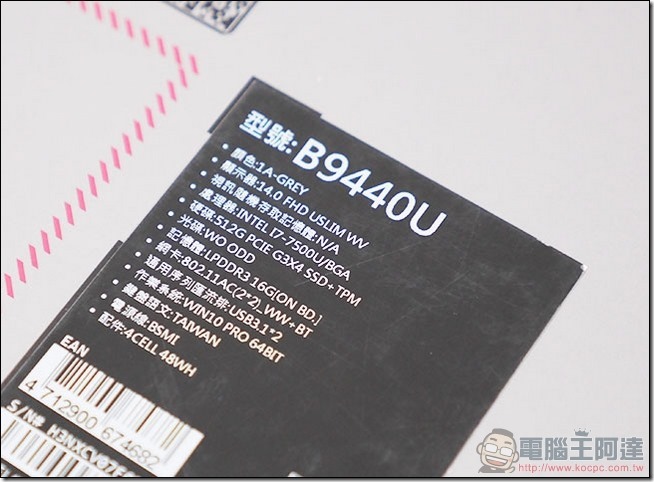 型號: B9440U
• 顏色:1A-GREY
• 顯示器:14.0 FHD USLIM WV
• 視訊隨機存取記憶體:N/A
• 處理器:INTEL I7-7500U/BGA
• 硬碟:512G PCIE G3X4 SSD+TPM
• 光碟:WO ODD
• 記憶體:LPDDR3 16G[ON BD.]
• 網卡:802.11AC(2*2)_WW+BT
• 通用序列匯流排:USB3.1*2
• 作業系統:WIN10 PRO 64BIT
• 鍵盤語文:TAIWAN
• 電源線:BSMI
• 配件:4CELL 48WH
EAN
4 712900 674682
S/N#
電腦王阿達
http://www.kocpc.com.tw